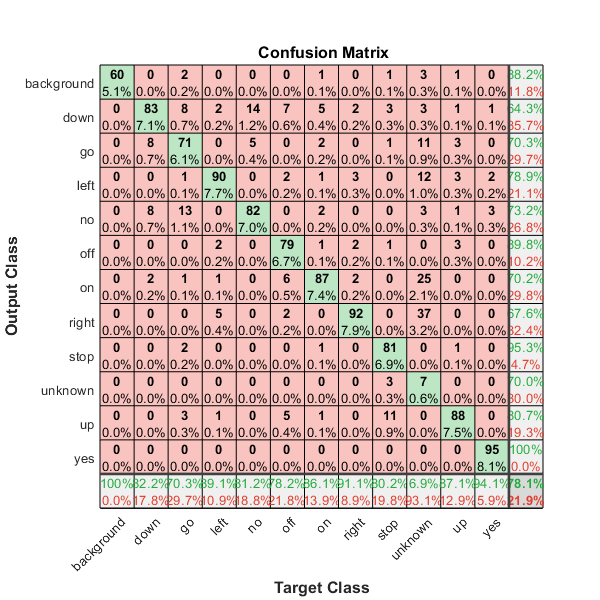 Confusion Matrix
60 0 2 0 0 0 1 0 1 3 1 0 88.2%
background
5.1% 0.0% 0.2% 0.0% 0.0% 0.0% 0.1% 0.0% 0.1% 0.3% 0.1% 0.0% 11.8%
0 83 8 2 14 7 5 2 3 3 1 1 64.3%
down
0.0% 7.1% 0.7% 0.2% 1.2% 0.6% 0.4% 0.2% 0.3% 0.3% 0.1% 0.1% 35.7%
0 8 71 0 5 0 2 0 1 11 3 0 70.3%
go
0.0% 0.7% 6.1% 0.0% 0.4% 0.0% 0.2% 0.0% 0.1% 0.9% 0.3% 0.0% 29.7%
0 0 1 90 0 2 1 3 0 12 3 2 78.9%
left
0.0% 0.0% 0.1% 7.7% 0.0% 0.2% 0.1% 0.3% 0.0% 1.0% 0.3% 0.2% 21.1%
0 8 13 0 82 0 2 0 0 3 1 3 73.2%
no
0.0% 0.7% 1.1% 0.0% 7.0% 0.0% 0.2% 0.0% 0.0% 0.3% 0.1% 0.3% 26.8%
0 0 0 2 0 79 1 2 1 0 3 0 89.8%
off
0.0% 0.0% 0.0% 0.2% 0.0% 6.7% 0.1% 0.2% 0.1% 0.0% 0.3% 0.0% 10.2%
0 2 1 1 0 6 87 2 0 25 0 0 70.2%
on
0.0% 0.2% 0.1% 0.1% 0.0% 0.5% 7.4% 0.2% 0.0% 2.1% 0.0% 0.0% 29.8%
0 0 0 5 0 2 0 92 0 37 0 0 67.6%
right
0.0% 0.0% 0.0% 0.4% 0.0% 0.2% 0.0% 7.9% 0.0% 3.2% 0.0% 0.0% 32.4%
0 0 2 0 0 0 1 0 81 0 1 0 95.3%
stop
0.0% 0.0% 0.2% 0.0% 0.0% 0.0% 0.1% 0.0% 6.9% 0.0% 0.1% 0.0% 4.7%
0 0 0 0 0 0 0 0 3 7 0 0 70.0%
unknown
0.0% 0.0% 0.0% 0.0% 0.0% 0.0% 0.0% 0.0% 0.3% 0.6% 0.0% 0.0% 30.0%
0 0 3 1 0 5 1 0 11 0 88 0 80.7%
up
0.0% 0.0% 0.3% 0.1% 0.0% 0.4% 0.1% 0.0% 0.9% 0.0% 7.5% 0.0% 19.3%
0 0 0 0 0 0 0 0 0 0 0 95 100%
yes
0.0% 0.0% 0.0% 0.0% 0.0% 0.0% 0.0% 0.0% 0.0% 0.0% 0.0% 8.1% 0.0%
100% 82.2% 70.3% 89.1% 81.2% 78.2% 86.1% 91.1% 80.2% 6.9% 87.1% 94.1% 78.1%
0.0% 17.8% 29.7% 10.9% 18.8% 21.8% 13.9% 8.9% 19.8% 93.1% 12.9% 5.9% 21.9%
background down go left no off on right stop unknown up yes
Output Class
Target Class